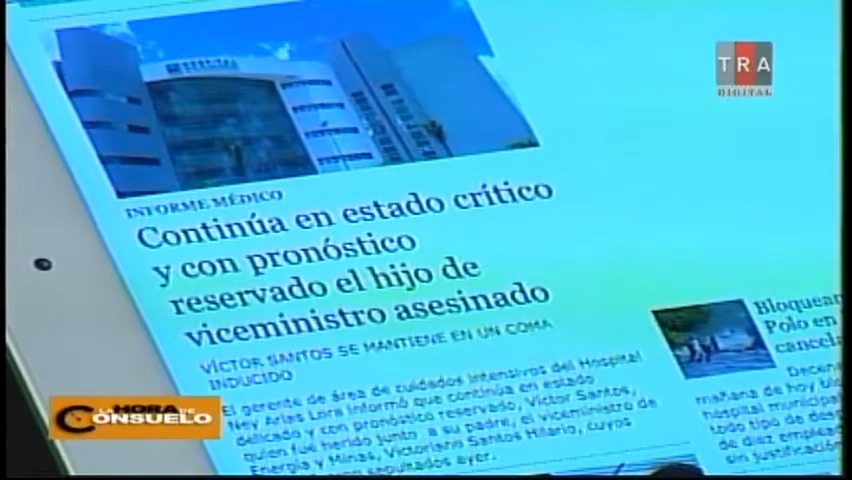 TRA
DIGITAL
INFORME MÉDICO
Continúa en estado crítico
y con pronóstico
reservado el hijo de
viceministro asesinado
VÍCTOR SANTOS SE MANTIENE EN UN COMA
INDUCIDO
El gerente de área de cuidados intensivos del Hospital
Ney Arias Lora informó que continúa en estado
delicado y con pronóstico reservado, Víctor Santos,
quien fue herido junto a su padre, el viceministro de
Energía y Minas, Victoriano Santos Hilario, cuyos
sepultados ayer.
Bloquean
Polo en
cancela
Decena
mañana de hoy
hospital municipal
todo tipo de
de diez emplead
sin justificación
LA HORA DE
CONSUELO